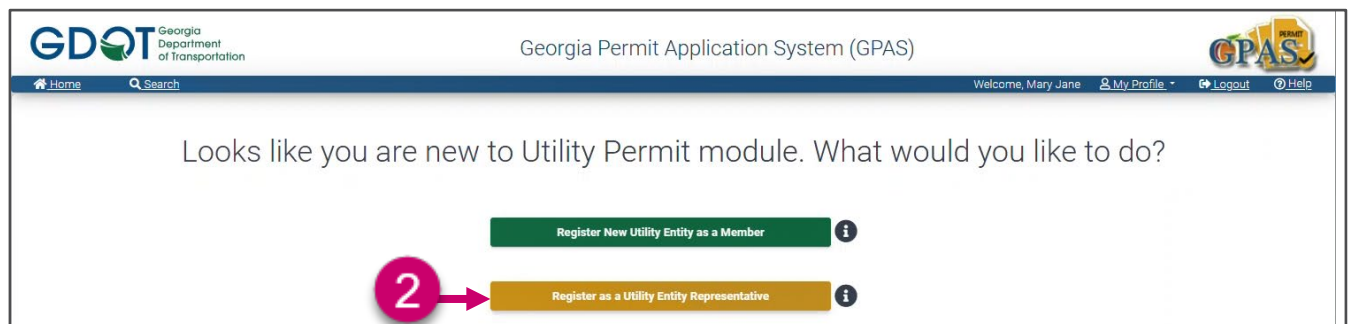 GDOT Georgia
Department
of Transportation
Georgia Permit Application System (GPAS)
PERMIT
GPAS
Home Search Welcome, Mary Jane My Profile Logout Help
Looks like you are new to Utility Permit module. What would you like to do?
Register New Utility Entity as a Member
2 Register as a Utility Entity Representative